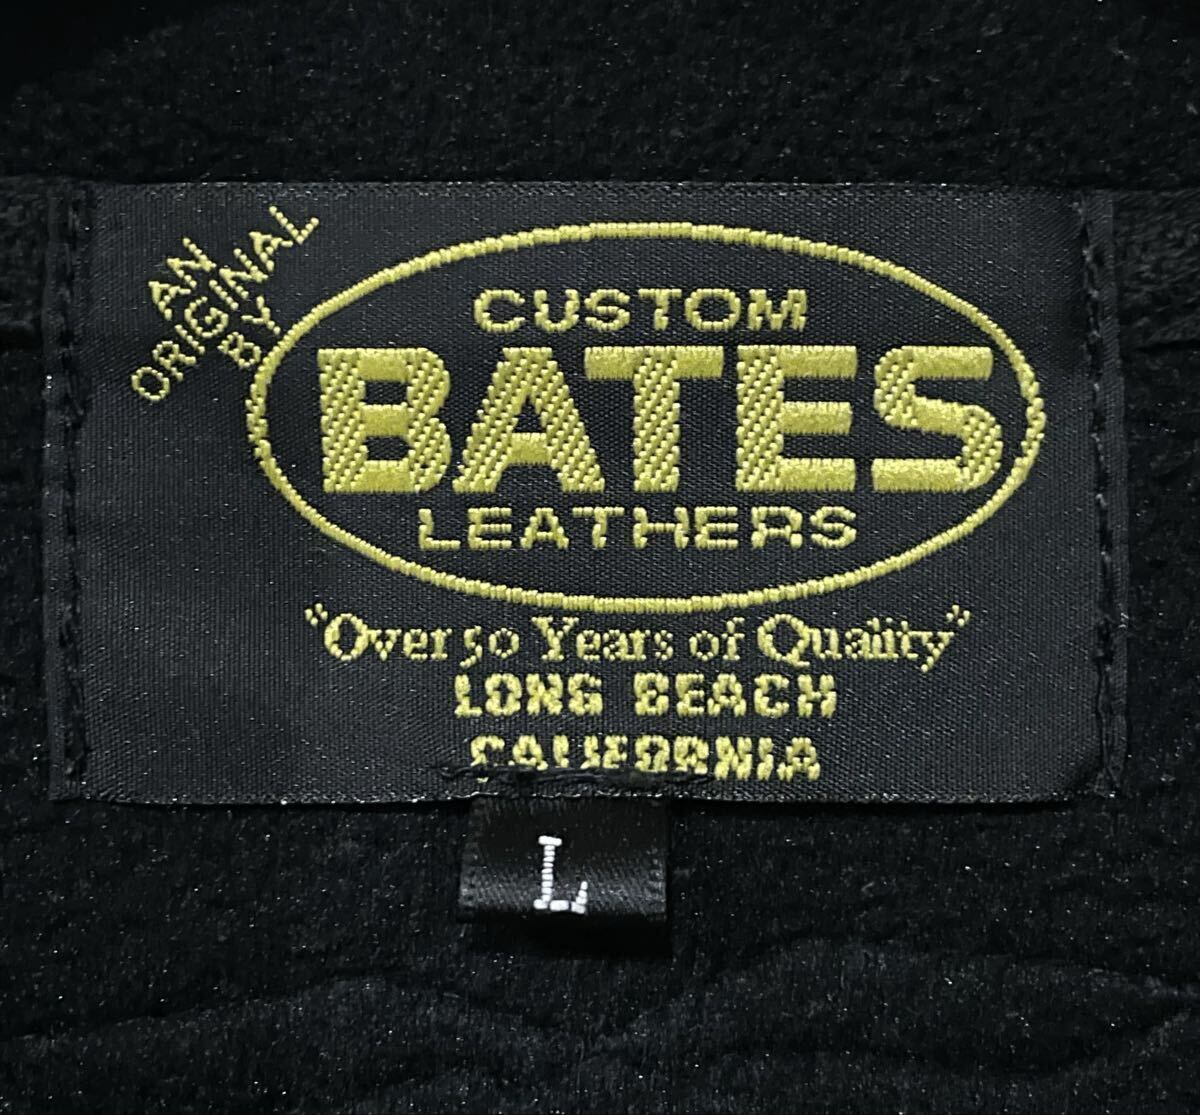 AN
ORIGINAL
BY
CUSTOM
BATES
LEATHERS
"Over 50 Years of Quality"
LONG BEACH
CALIFORNIA
L